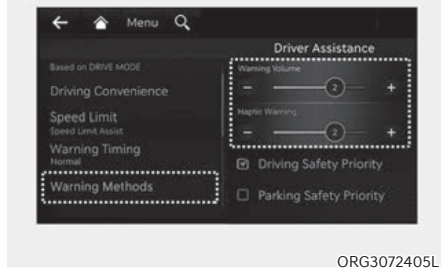 Menu
Driver Assistance
Based on DRIVE MODE
Driving Convenience
Speed Limit
Speed Limit Assist
Warning Timing
Normal
Warning Methods
Warning Volume
- 2 +
Haptic Warning
- 2 +
Driving Safety Priority
Parking Safety Priority
ORG3072405L